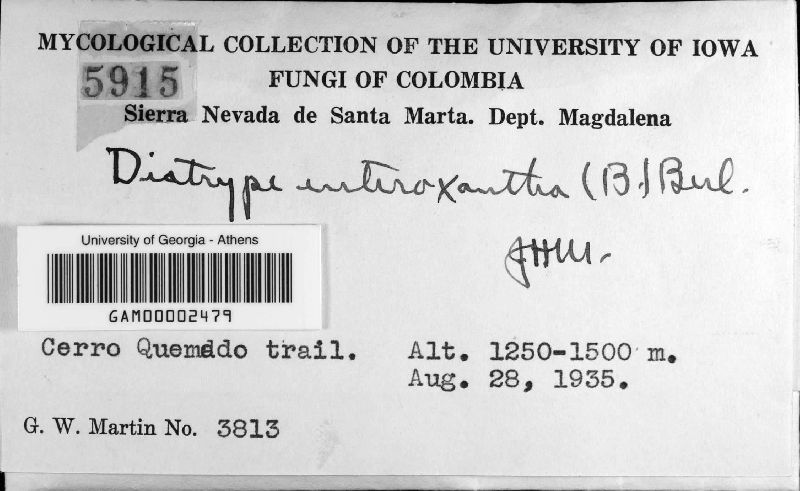 MYCOLOGICAL COLLECTION OF THE UNIVERSITY OF IOWA
5915 FUNGI OF COLOMBIA
Sierra Nevada de Santa Marta. Dept. Magdalena
Diatrype enteroxantha (B.) Berl.
JHM.
University of Georgia - Athens
GAM00002479
Cerro Quemado trail. Alt. 1250-1500 m.
Aug. 28, 1935.
G. W. Martin No. 3813